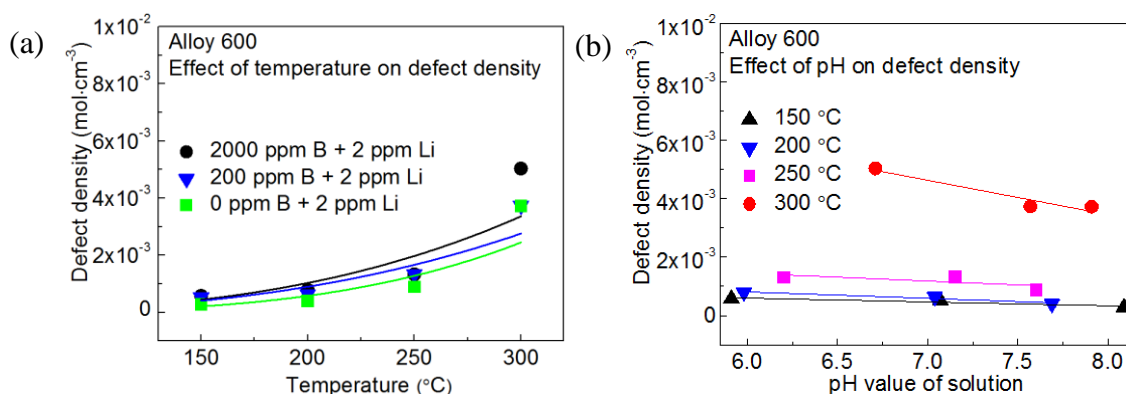 (a)
Alloy 600
Effect of temperature on defect density
2000 ppm B + 2 ppm Li
200 ppm B + 2 ppm Li
0 ppm B + 2 ppm Li
Defect density (mol·cm⁻³)
1x10⁻²
8x10⁻³
6x10⁻³
4x10⁻³
2x10⁻³
0
150 200 250 300
Temperature (°C)
(b)
Alloy 600
Effect of pH on defect density
150 °C
200 °C
250 °C
300 °C
Defect density (mol·cm⁻³)
1x10⁻²
8x10⁻³
6x10⁻³
4x10⁻³
2x10⁻³
0
6.0 6.5 7.0 7.5 8.0
pH value of solution